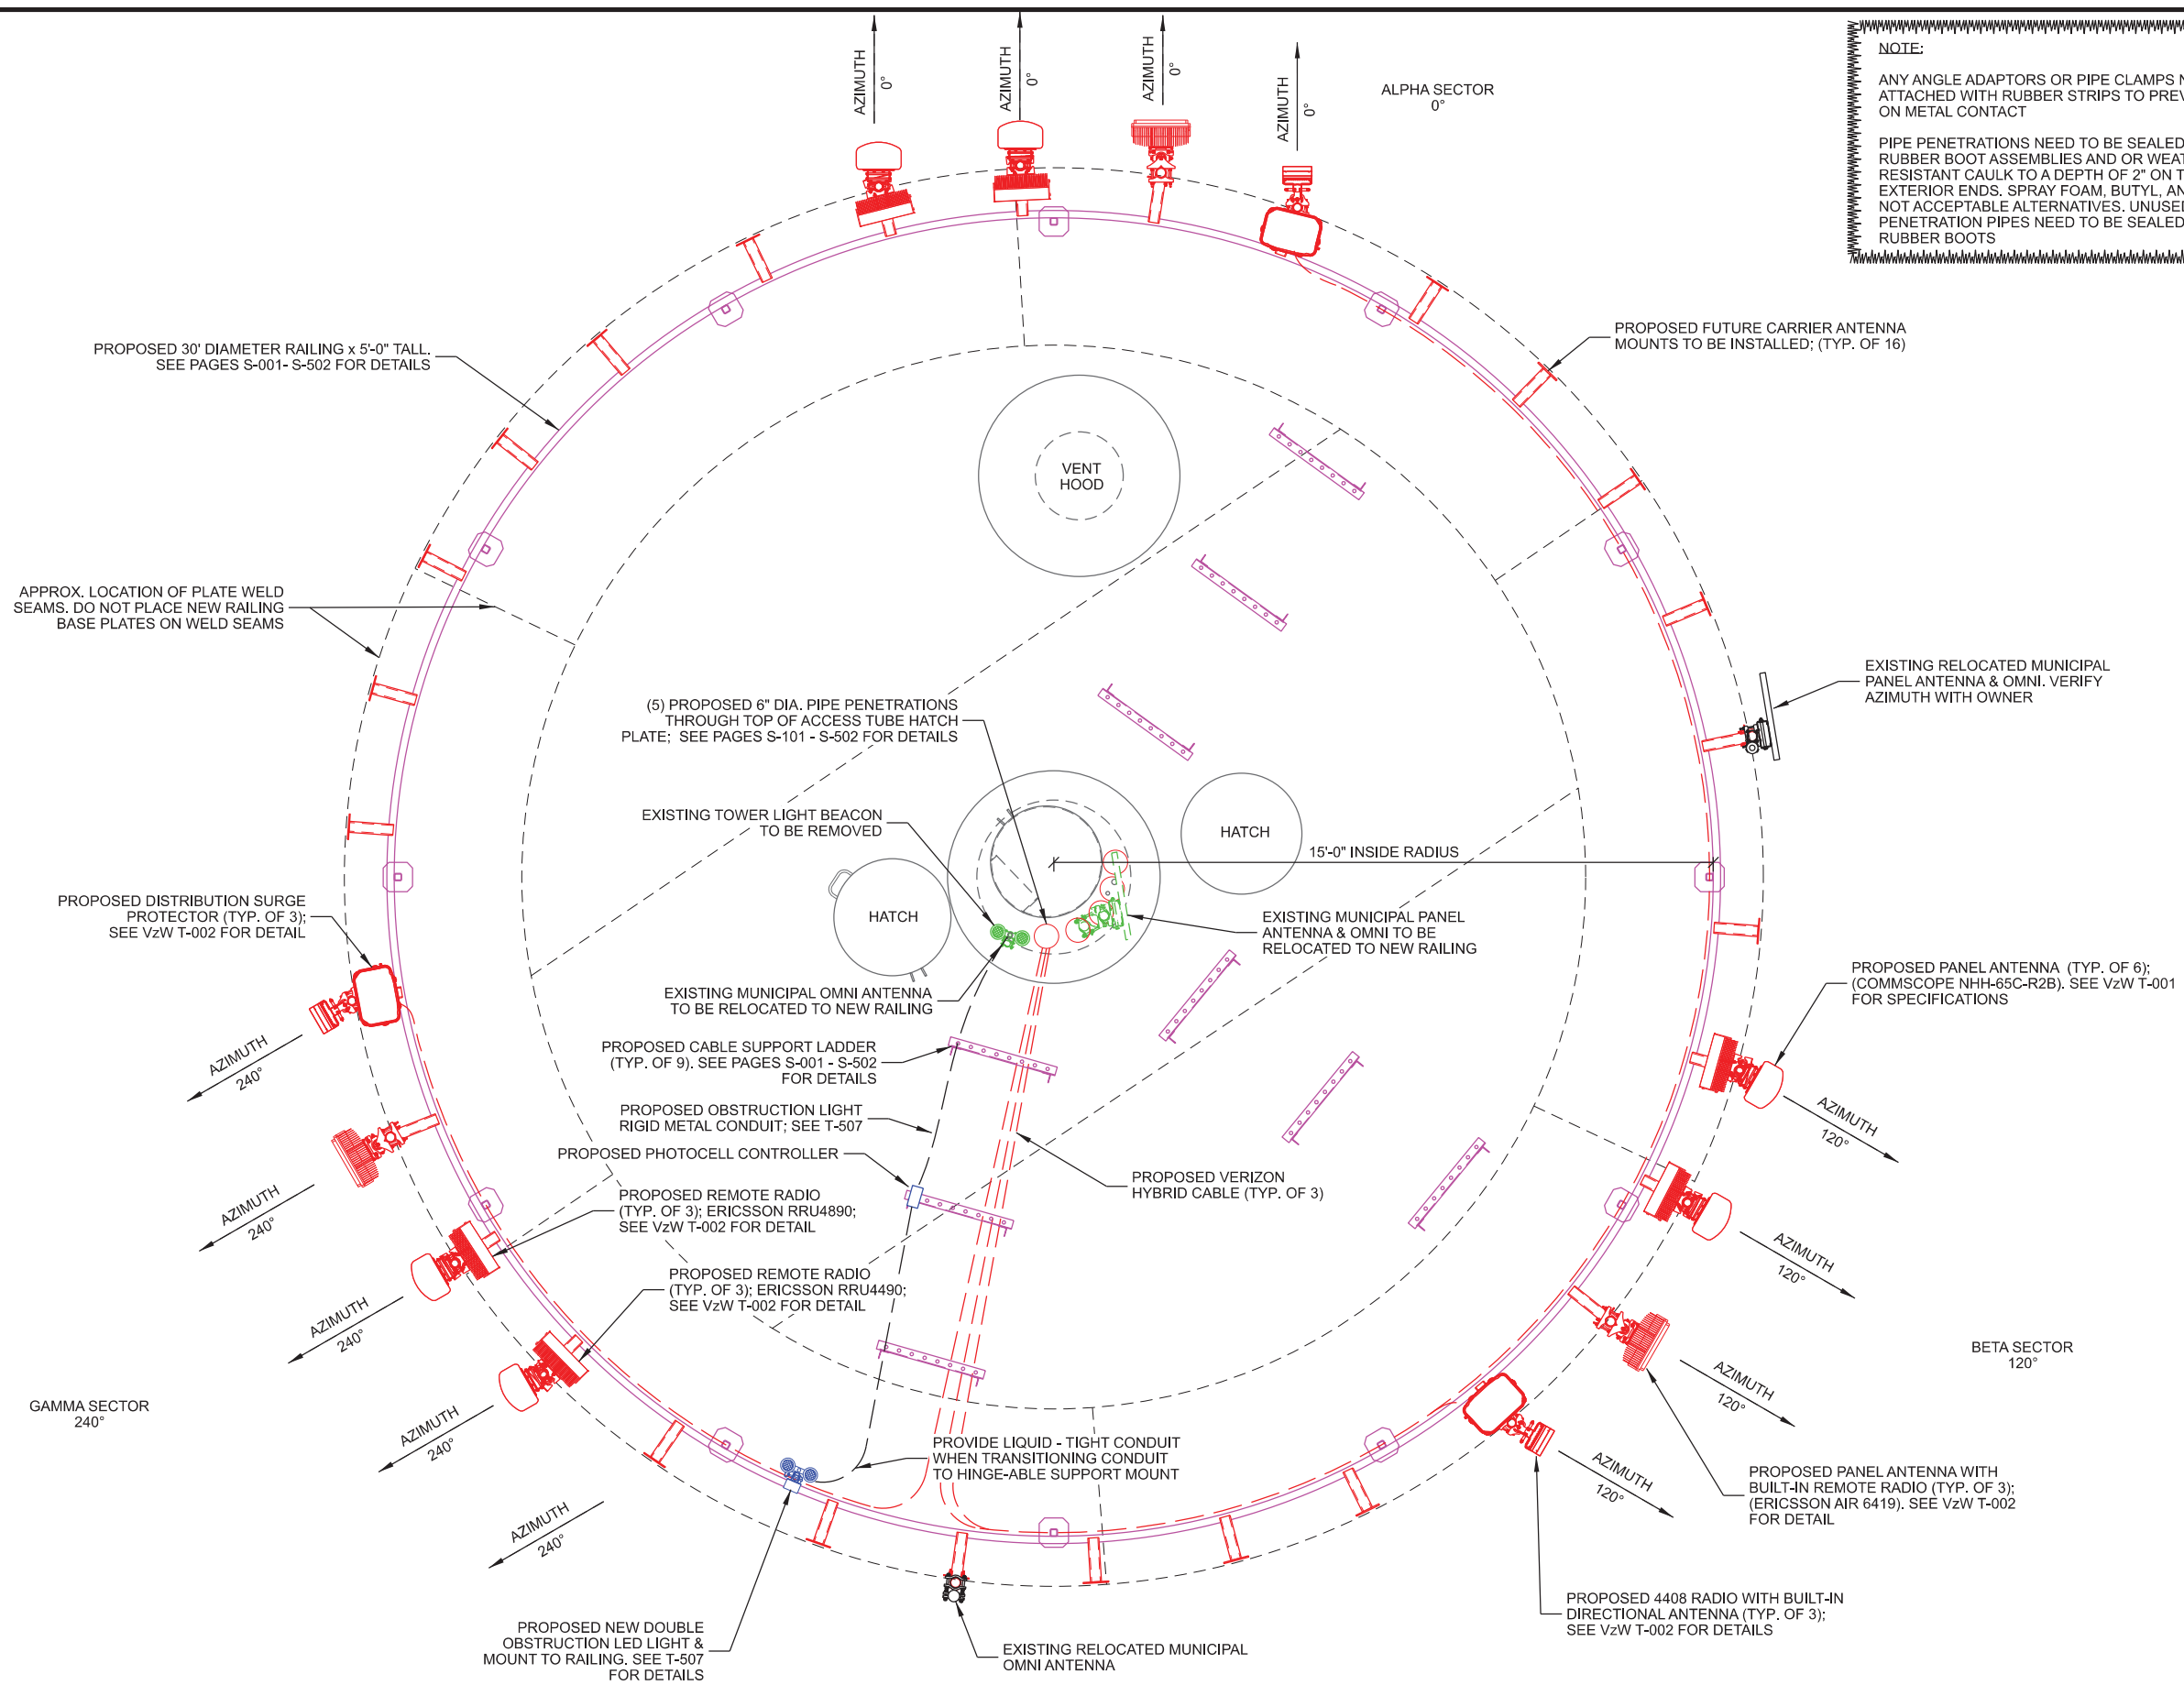 AZIMUTH
0°
AZIMUTH
0°
AZIMUTH
0°
AZIMUTH
0°
ALPHA SECTOR
0°
NOTE:
ANY ANGLE ADAPTORS OR PIPE CLAMPS
ATTACHED WITH RUBBER STRIPS TO
ON METAL CONTACT
PIPE PENETRATIONS NEED TO BE SEALED
RUBBER BOOT ASSEMBLIES AND OR
RESISTANT CAULK TO A DEPTH OF 2" ON
EXTERIOR ENDS. SPRAY FOAM, BUTYL,
NOT ACCEPTABLE ALTERNATIVES.
PENETRATION PIPES NEED TO BE SEALED
RUBBER BOOTS
PROPOSED 30' DIAMETER RAILING x 5'-0" TALL.
SEE PAGES S-001- S-502 FOR DETAILS
PROPOSED FUTURE CARRIER ANTENNA
MOUNTS TO BE INSTALLED; (TYP. OF 16)
VENT
HOOD
APPROX. LOCATION OF PLATE WELD
SEAMS. DO NOT PLACE NEW RAILING
BASE PLATES ON WELD SEAMS
EXISTING RELOCATED MUNICIPAL
PANEL ANTENNA & OMNI. VERIFY
AZIMUTH WITH OWNER
(5) PROPOSED 6" DIA. PIPE PENETRATIONS
THROUGH TOP OF ACCESS TUBE HATCH
PLATE; SEE PAGES S-101 - S-502 FOR DETAILS
EXISTING TOWER LIGHT BEACON
TO BE REMOVED
HATCH
15'-0" INSIDE RADIUS
HATCH
PROPOSED DISTRIBUTION SURGE
PROTECTOR (TYP. OF 3);
SEE VzW T-002 FOR DETAIL
EXISTING MUNICIPAL PANEL
ANTENNA & OMNI TO BE
RELOCATED TO NEW RAILING
PROPOSED PANEL ANTENNA (TYP. OF 6);
(COMMSCOPE NHH-65C-R2B). SEE VzW T-001
FOR SPECIFICATIONS
EXISTING MUNICIPAL OMNI ANTENNA
TO BE RELOCATED TO NEW RAILING
PROPOSED CABLE SUPPORT LADDER
(TYP. OF 9). SEE PAGES S-001 - S-502
FOR DETAILS
AZIMUTH
240°
AZIMUTH
120°
PROPOSED OBSTRUCTION LIGHT
RIGID METAL CONDUIT; SEE T-507
PROPOSED PHOTOCELL CONTROLLER
PROPOSED VERIZON
HYBRID CABLE (TYP. OF 3)
PROPOSED REMOTE RADIO
(TYP. OF 3); ERICSSON RRU4890;
SEE VzW T-002 FOR DETAIL
AZIMUTH
240°
AZIMUTH
120°
PROPOSED REMOTE RADIO
(TYP. OF 3); ERICSSON RRU4490;
SEE VzW T-002 FOR DETAIL
AZIMUTH
240°
BETA SECTOR
120°
AZIMUTH
120°
GAMMA SECTOR
240°
AZIMUTH
240°
PROVIDE LIQUID - TIGHT CONDUIT
WHEN TRANSITIONING CONDUIT
TO HINGE-ABLE SUPPORT MOUNT
AZIMUTH
120°
PROPOSED PANEL ANTENNA WITH
BUILT-IN REMOTE RADIO (TYP. OF 3);
(ERICSSON AIR 6419). SEE VzW T-002
FOR DETAIL
AZIMUTH
240°
PROPOSED 4408 RADIO WITH BUILT-IN
DIRECTIONAL ANTENNA (TYP. OF 3);
SEE VzW T-002 FOR DETAILS
PROPOSED NEW DOUBLE
OBSTRUCTION LED LIGHT &
MOUNT TO RAILING. SEE T-507
FOR DETAILS
EXISTING RELOCATED MUNICIPAL
OMNI ANTENNA